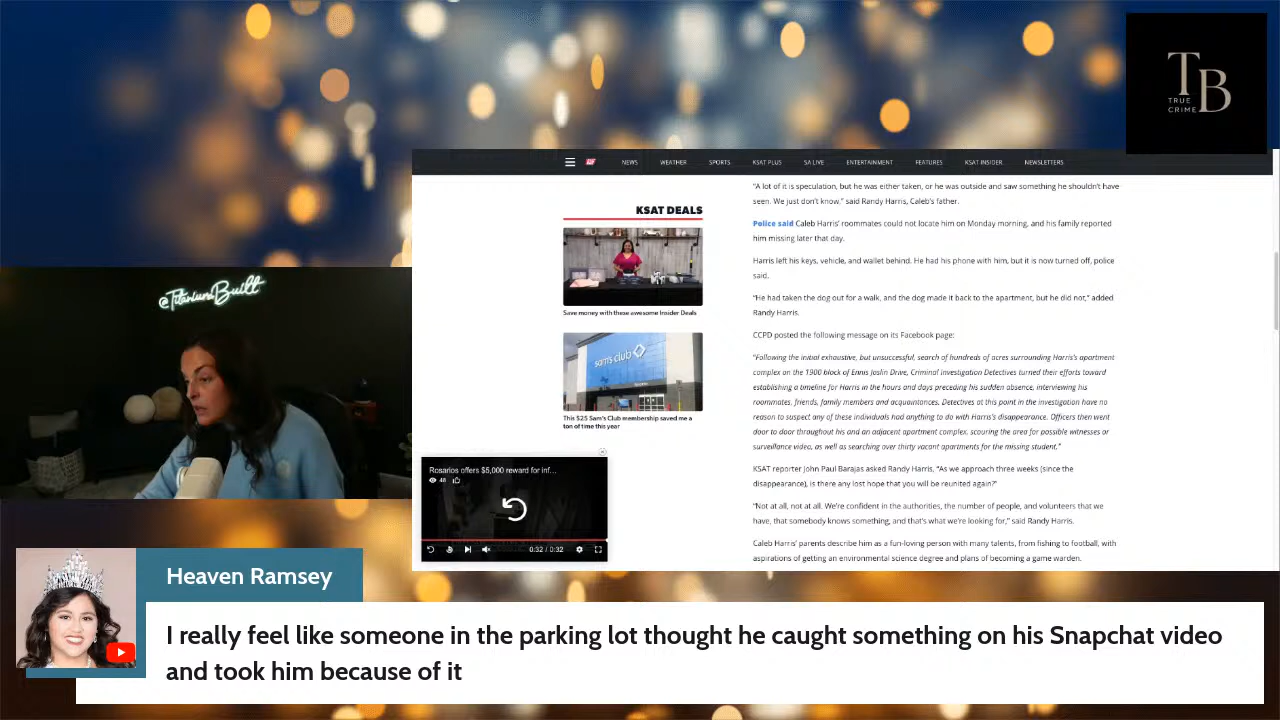 TB
TRUE
CRIME
NEWS WEATHER SPORTS KSAT PLUS SA LIVE ENTERTAINMENT FEATURES KSAT INSIDER NEWSLETTERS
"A lot of it is speculation, but he was either taken, or he was outside and saw something he shouldn't have
seen. We just don't know," said Randy Harris, Caleb's father.
Police said Caleb Harris' roommates could not locate him on Monday morning, and his family reported
him missing later that day.
Harris left his keys, vehicle, and wallet behind. He had his phone with him, but it is now turned off, police
said.
"He had taken the dog out for a walk, and the dog made it back to the apartment, but he did not," added
Randy Harris.
CCPD posted the following message on its Facebook page:
"Following the initial exhaustive, but unsuccessful, search of hundreds of acres surrounding Harris's apartment
complex on the 1900 block of Ennis Joslin Drive, Criminal Investigation Detectives turned their efforts toward
establishing a timeline for Harris in the hours and days preceding his sudden absence, interviewing his
roommates, friends, family members and acquaintances. Detectives at this point in the investigation have no
reason to suspect any of these individuals had anything to do with Harris's disappearance. Officers then went
door to door throughout his and an adjacent apartment complex, scouring the area for possible witnesses or
surveillance video, as well as searching over thirty vacant apartments for the missing student."
KSAT reporter John Paul Barajas asked Randy Harris, "As we approach three weeks (since the
disappearance), is there any lost hope that you will be reunited again?"
"Not at all, not at all. We're confident in the authorities, the number of people, and volunteers that we
have, that somebody knows something, and that's what we're looking for," said Randy Harris.
Caleb Harris' parents describe him as a fun-loving person with many talents, from fishing to football, with
aspirations of getting an environmental science degree and plans of becoming a game warden.
KSAT DEALS
Save money with these awesome Insider Deals
sam's club
This $25 Sam's Club membership saved me a
ton of time this year
Rosarios offers $5,000 reward for inf...
48
0:32 / 0:32
@TitaniumBuilt
Heaven Ramsey
I really feel like someone in the parking lot thought he caught something on his Snapchat video
and took him because of it